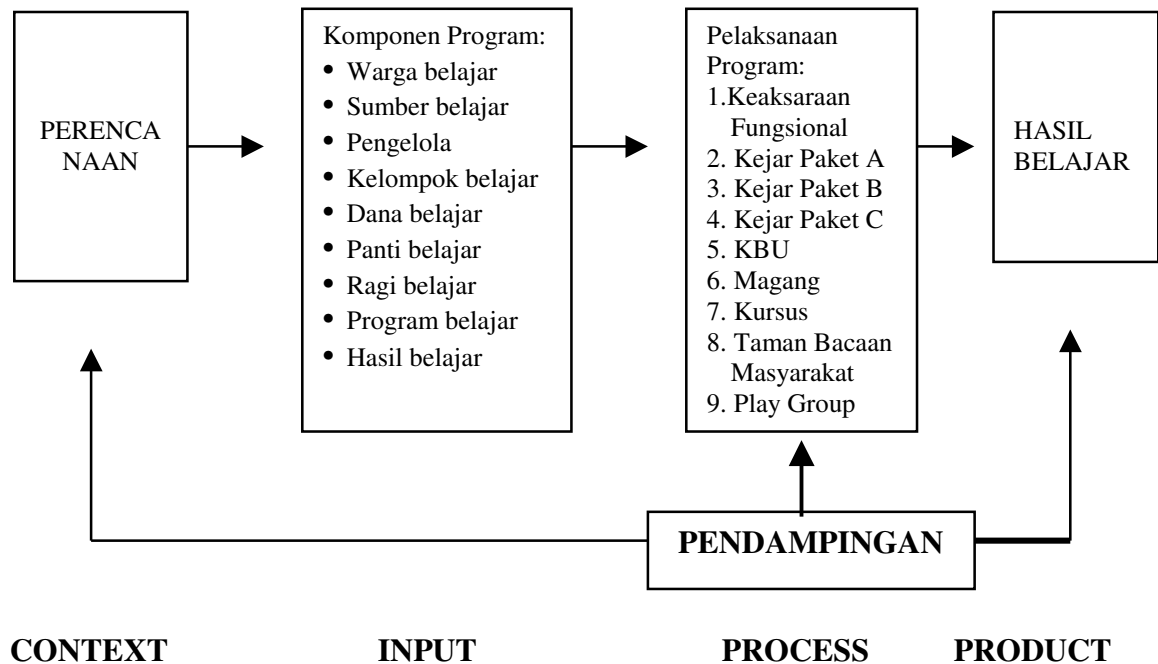 PERENCA
NAAN
Komponen Program:
• Warga belajar
• Sumber belajar
• Pengelola
• Kelompok belajar
• Dana belajar
• Panti belajar
• Ragi belajar
• Program belajar
• Hasil belajar
Pelaksanaan
Program:
1.Keaksaraan
Fungsional
2. Kejar Paket A
3. Kejar Paket B
4. Kejar Paket C
5. KBU
6. Magang
7. Kursus
8. Taman Bacaan
Masyarakat
9. Play Group
HASIL
BELAJAR
PENDAMPINGAN
CONTEXT INPUT PROCESS PRODUCT